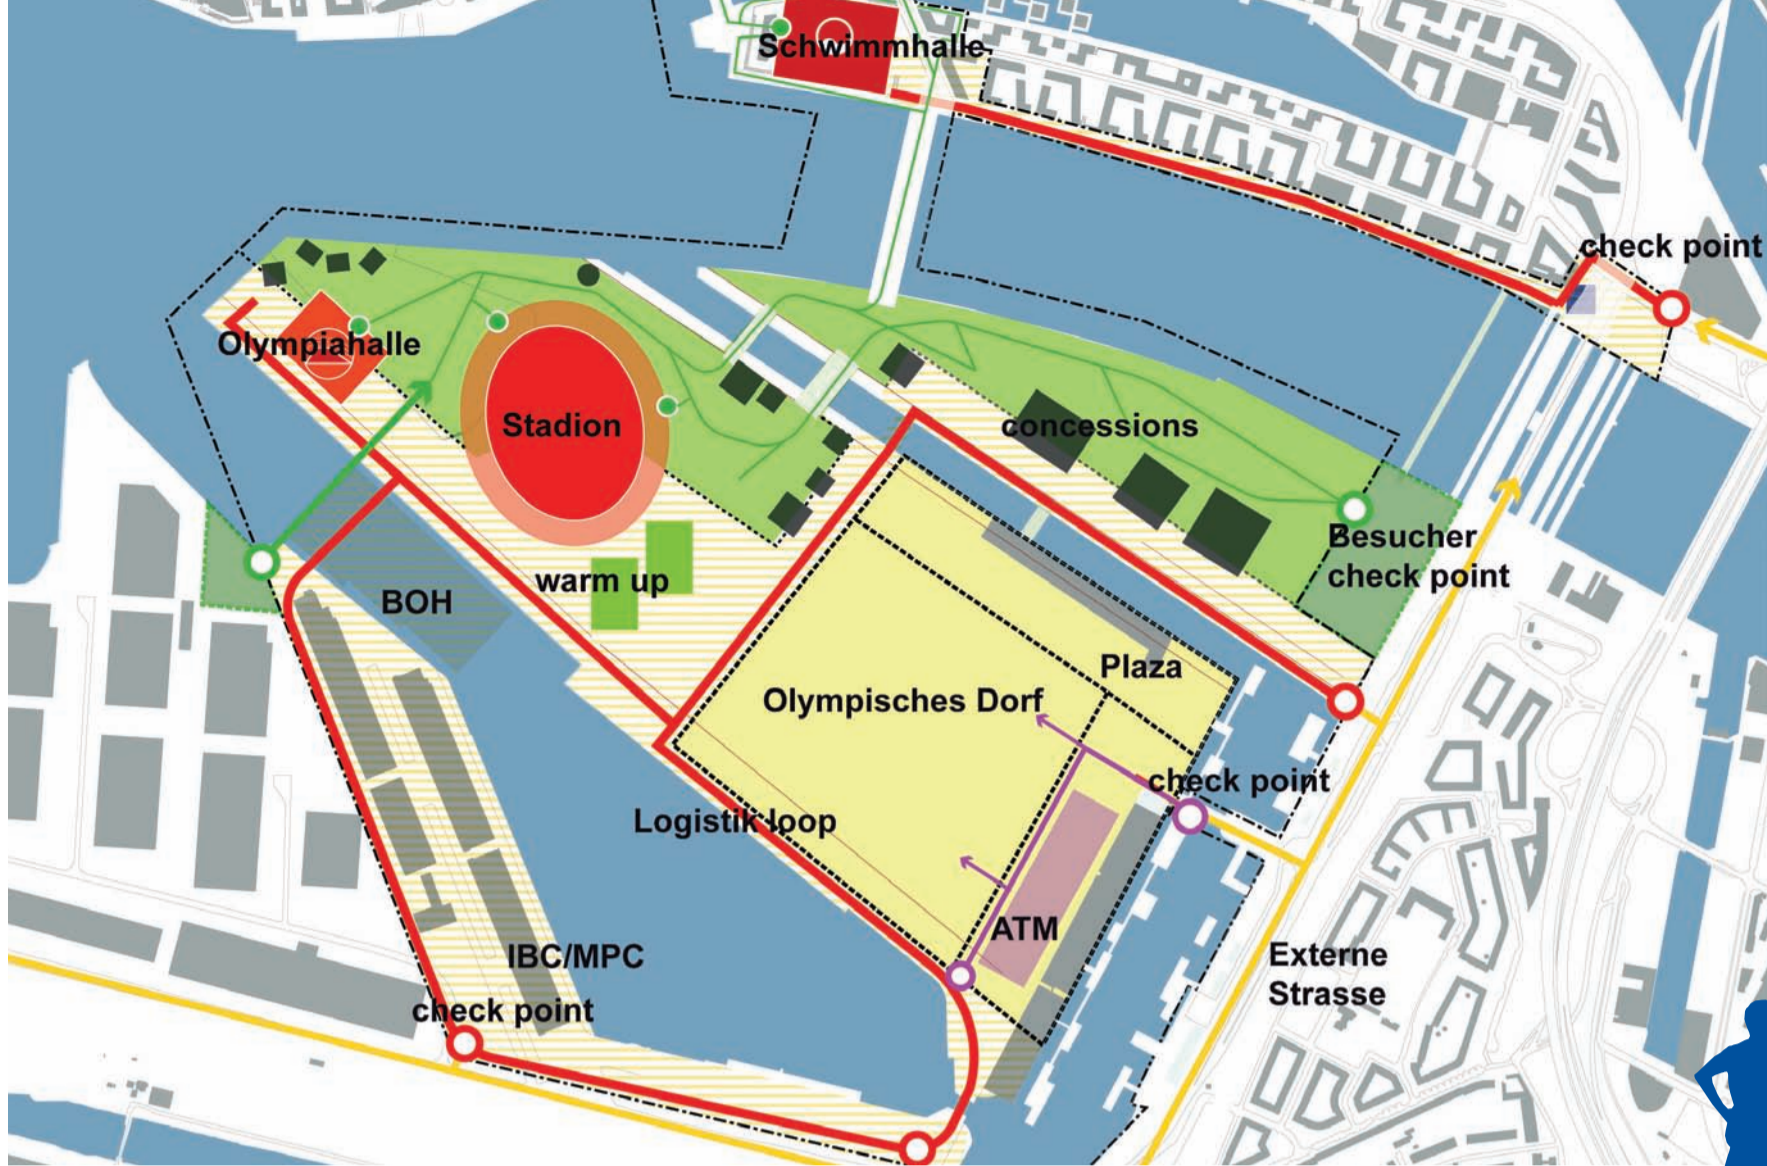 Schwimmhalle
check point
Olympiahalle
Stadion
concessions
Besucher
check point
warm up
BOH
Plaza
Olympisches Dorf
check point
Logistik loop
ATM
IBC/MPC
Externe
Strasse
check point